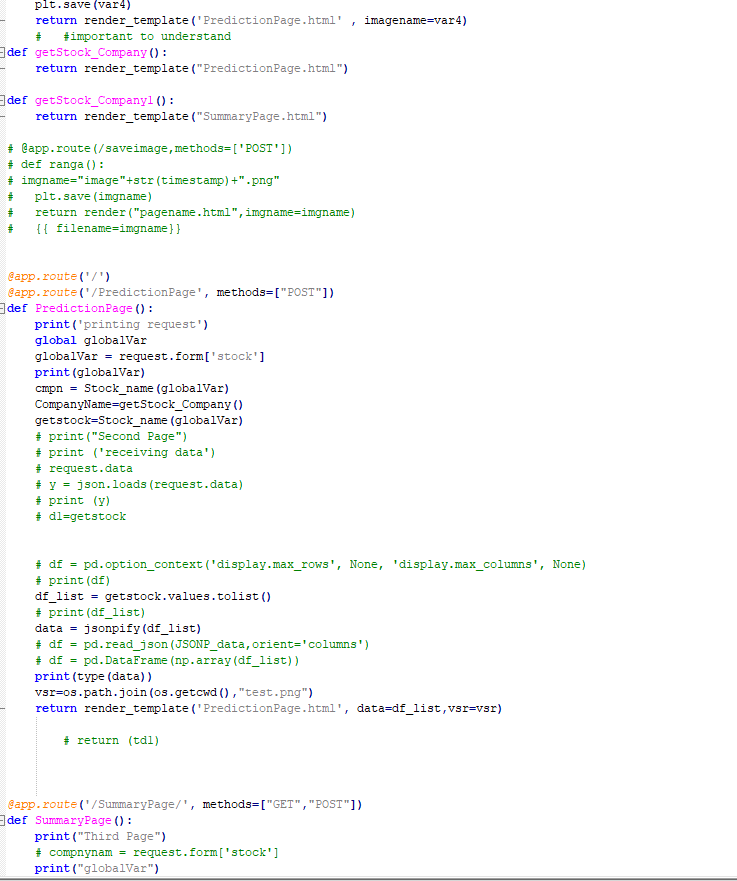 plt.save(var4)
return render_template('PredictionPage.html' , imagename=var4)
#   #important to understand
def getStock_Company():
return render_template("PredictionPage.html")
def getStock_Company1():
return render_template("SummaryPage.html")
# @app.route(/saveimage,methods=['POST'])
# def ranga():
# imgname="image"+str(timestamp)+".png"
#   plt.save(imgname)
#   return render("pagename.html",imgname=imgname)
#   {{ filename=imgname}}
@app.route('/')
@app.route('/PredictionPage', methods=["POST"])
def PredictionPage():
print('printing request')
global globalVar
globalVar = request.form['stock']
print(globalVar)
cmpn = Stock_name(globalVar)
CompanyName=getStock_Company()
getstock=Stock_name(globalVar)
# print("Second Page")
# print ('receiving data')
# request.data
# y = json.loads(request.data)
# print (y)
# d1=getstock
# df = pd.option_context('display.max_rows', None, 'display.max_columns', None)
# print(df)
df_list = getstock.values.tolist()
# print(df_list)
data = jsonpify(df_list)
# df = pd.read_json(JSONP_data,orient='columns')
# df = pd.DataFrame(np.array(df_list))
print(type(data))
vsr=os.path.join(os.getcwd(),"test.png")
return render_template('PredictionPage.html', data=df_list,vsr=vsr)
# return (td1)
@app.route('/SummaryPage/', methods=["GET","POST"])
def SummaryPage():
print("Third Page")
# compnynam = request.form['stock']
print("globalVar")